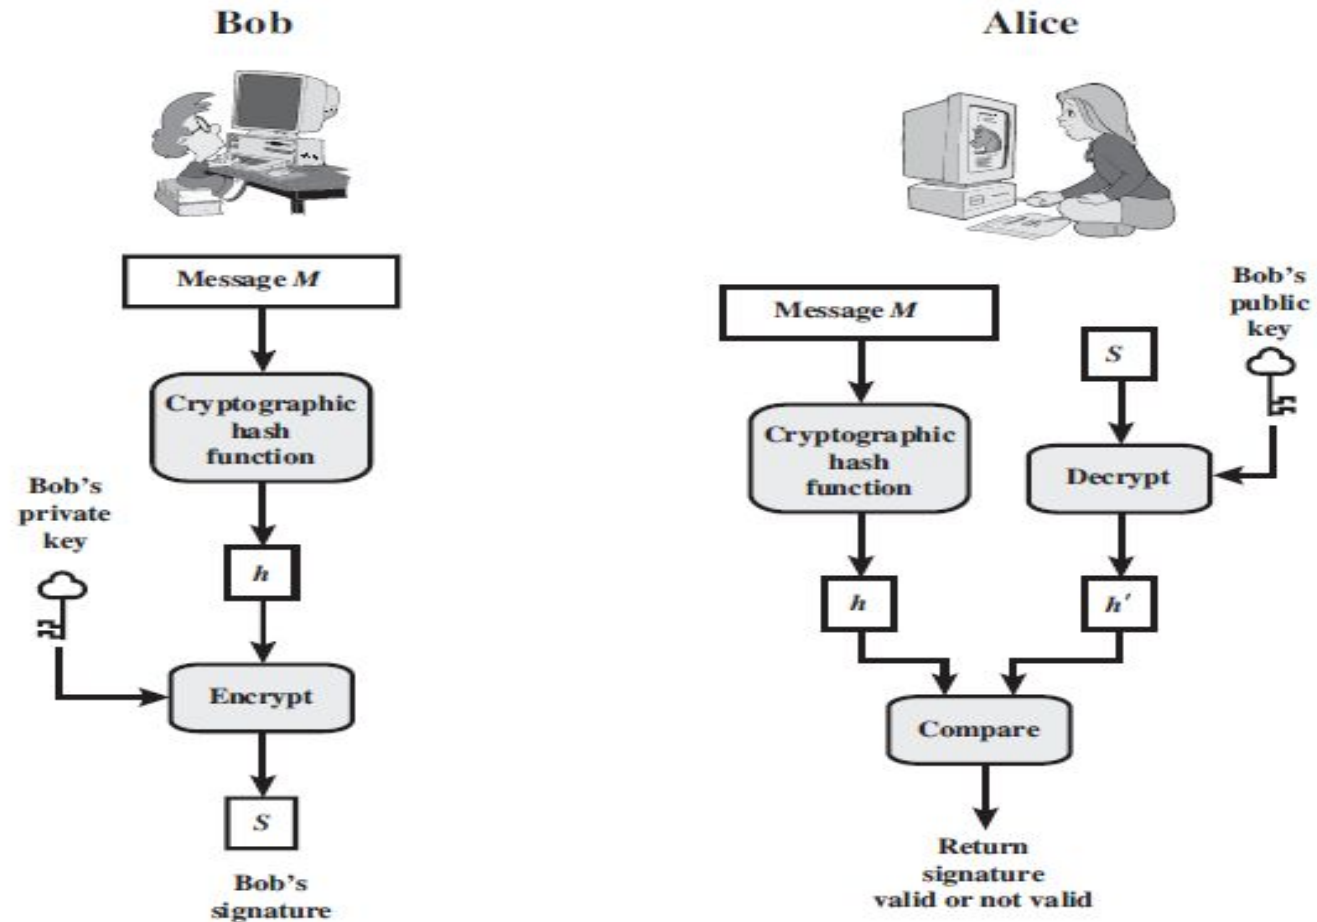 Bob
Message M
Cryptographic
hash
function
Bob's
private
key
h
Encrypt
S
Bob's
signature
Alice
Message M
Cryptographic
hash
function
h
S
Bob's
public
key
Decrypt
h′
Compare
Return
signature
valid or not valid